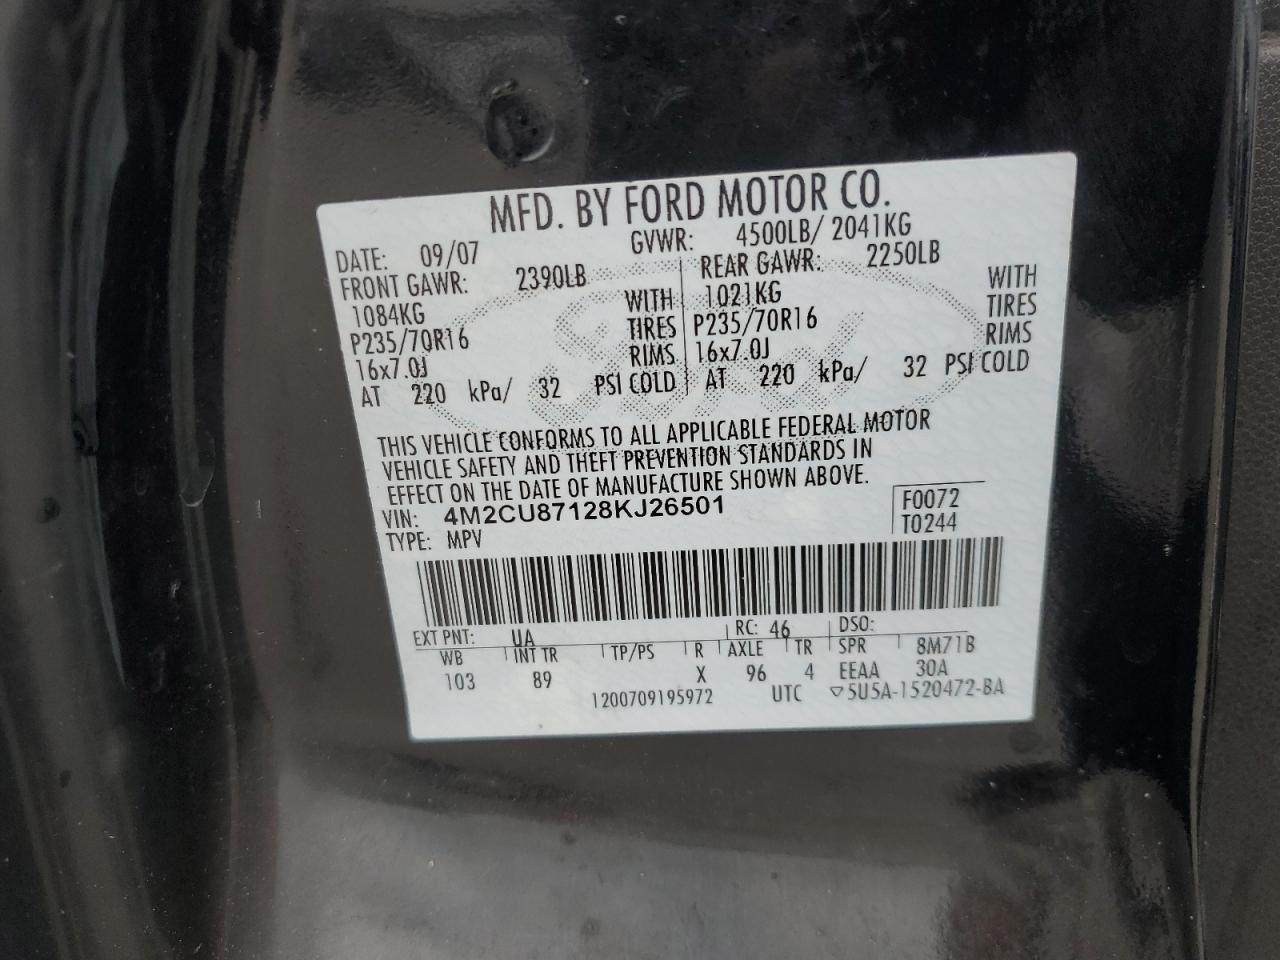 MFD. BY FORD MOTOR CO.
DATE: 09/07 GVWR: 4500LB/ 2041KG
FRONT GAWR: 2390LB REAR GAWR: 2250LB
1084KG WITH 1021KG WITH
P235/70R16 TIRES P235/70R16 TIRES
16x7.0J RIMS 16x7.0J RIMS
AT 220 kPa/ 32 PSI COLD AT 220 kPa/ 32 PSI COLD
THIS VEHICLE CONFORMS TO ALL APPLICABLE FEDERAL MOTOR
VEHICLE SAFETY AND THEFT PREVENTION STANDARDS IN
EFFECT ON THE DATE OF MANUFACTURE SHOWN ABOVE.
VIN: 4M2CU87128KJ26501 F0072
TYPE: MPV T0244
EXT PNT: UA RC: 46 DSO:
WB INT TR TP/PS R AXLE TR SPR 8M71B
103 89 X 96 4 EEAA 30A
1200709195972 UTC ▽5U5A-1520472-BA